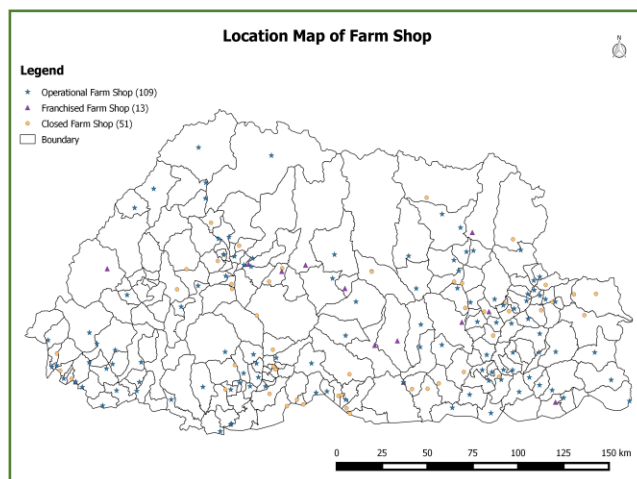 Location Map of Farm Shop
N
Legend
Operational Farm Shop (109)
Franchised Farm Shop (13)
Closed Farm Shop (51)
Boundary
0 25 50 75 100 125 150 km